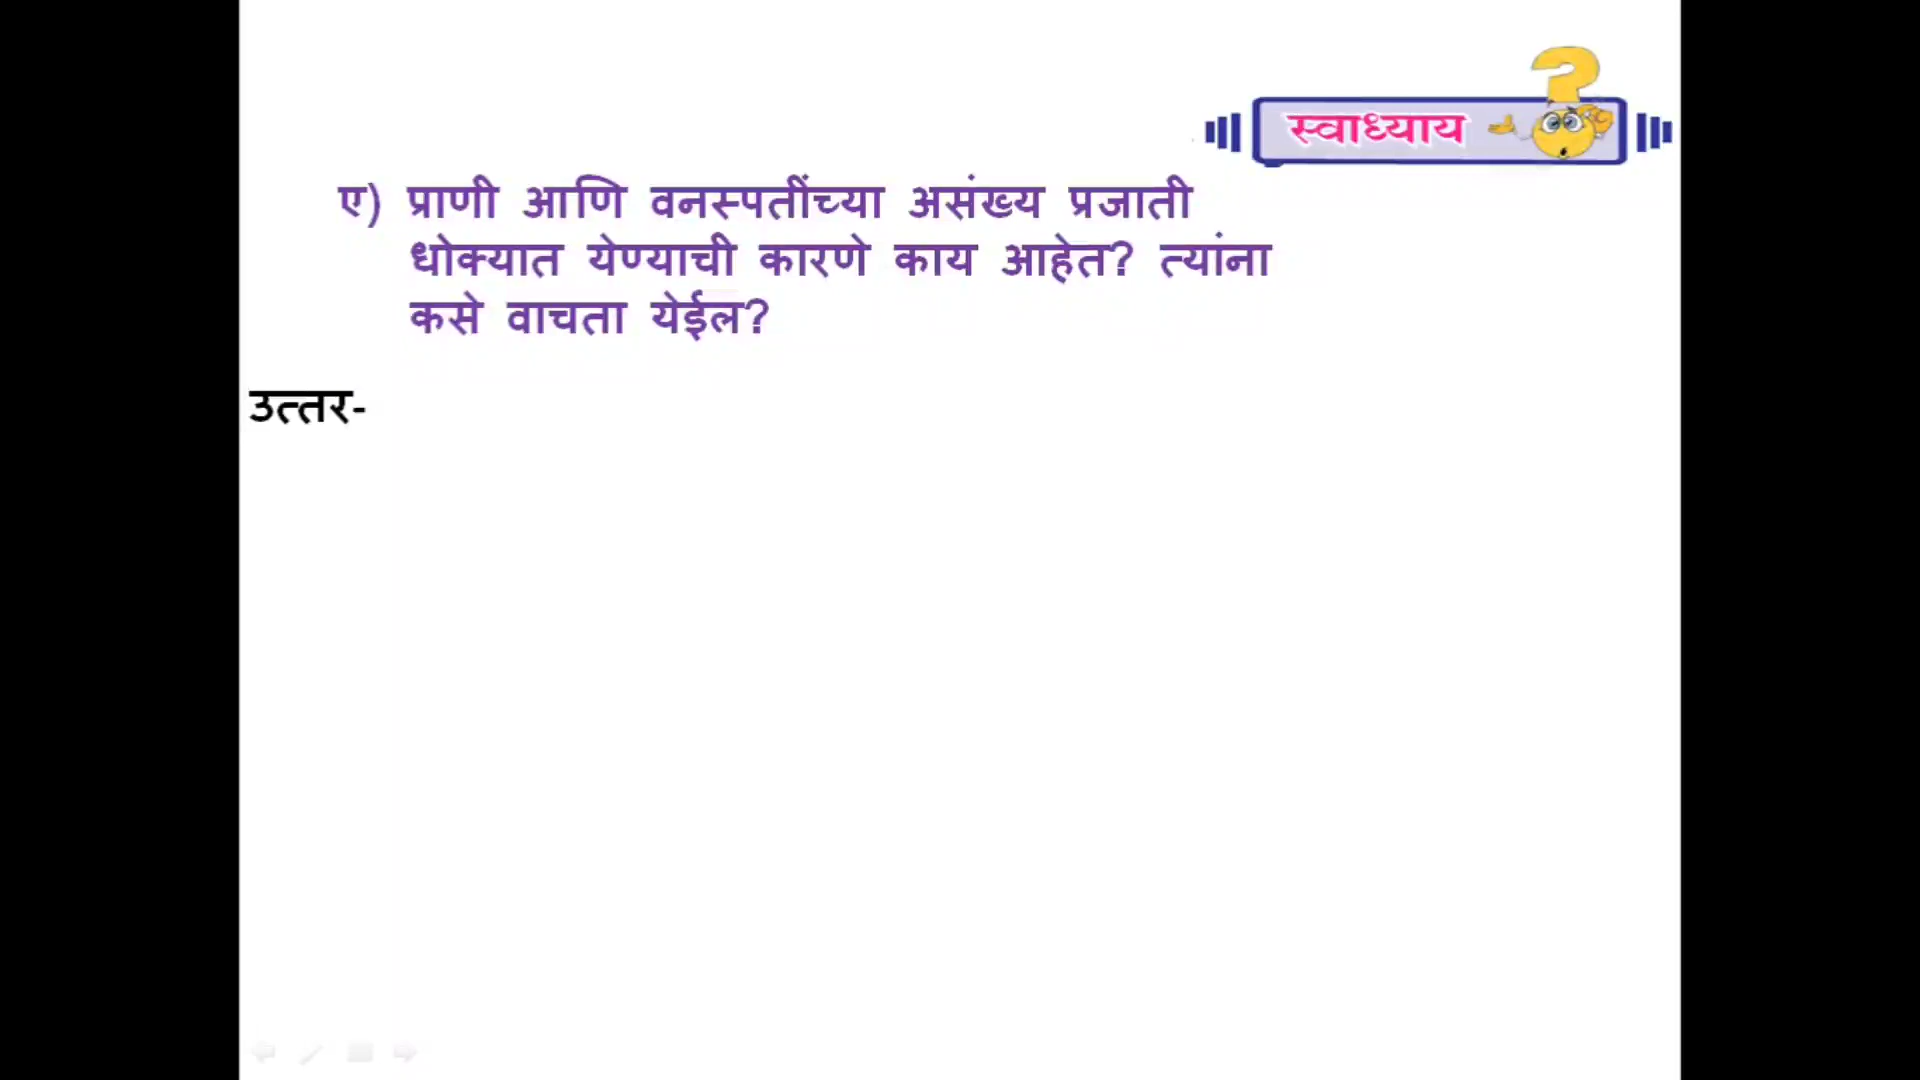 स्वाध्याय
ए) प्राणी आणि वनस्पतींच्या असंख्य प्रजाती
धोक्यात येण्याची कारणे काय आहेत? त्यांना
कसे वाचता येईल?
उत्तर-